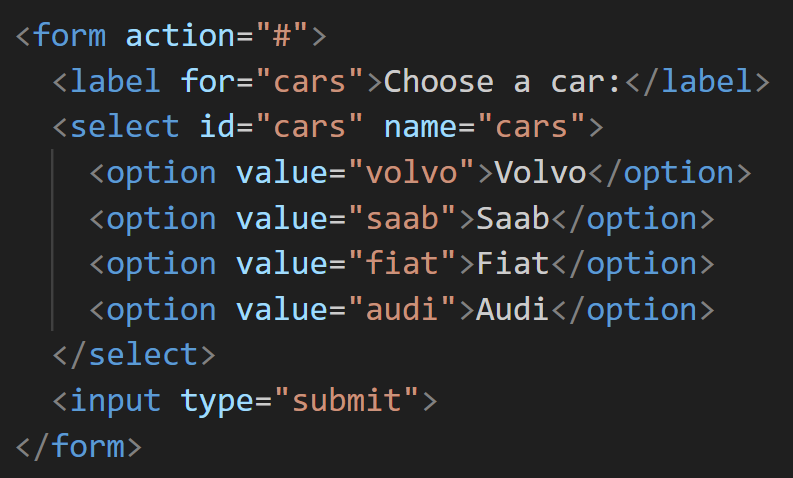 <form action="#">
  <label for="cars">Choose a car:</label>
  <select id="cars" name="cars">
    <option value="volvo">Volvo</option>
    <option value="saab">Saab</option>
    <option value="fiat">Fiat</option>
    <option value="audi">Audi</option>
  </select>
  <input type="submit">
</form>